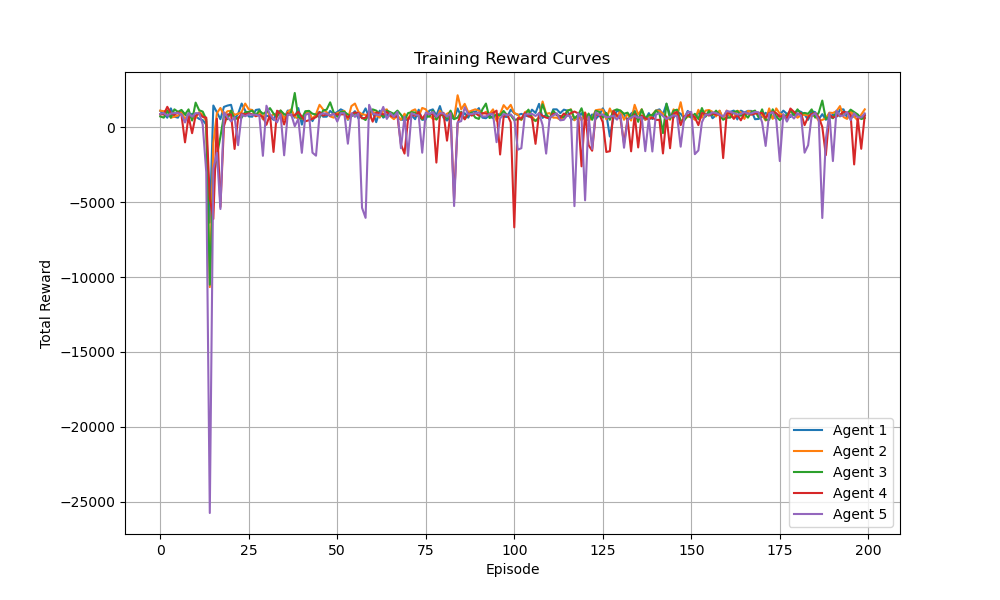 Training Reward Curves
Total Reward
0
−5000
−10000
−15000
−20000
−25000
0 25 50 75 100 125 150 175 200
Episode
Agent 1
Agent 2
Agent 3
Agent 4
Agent 5